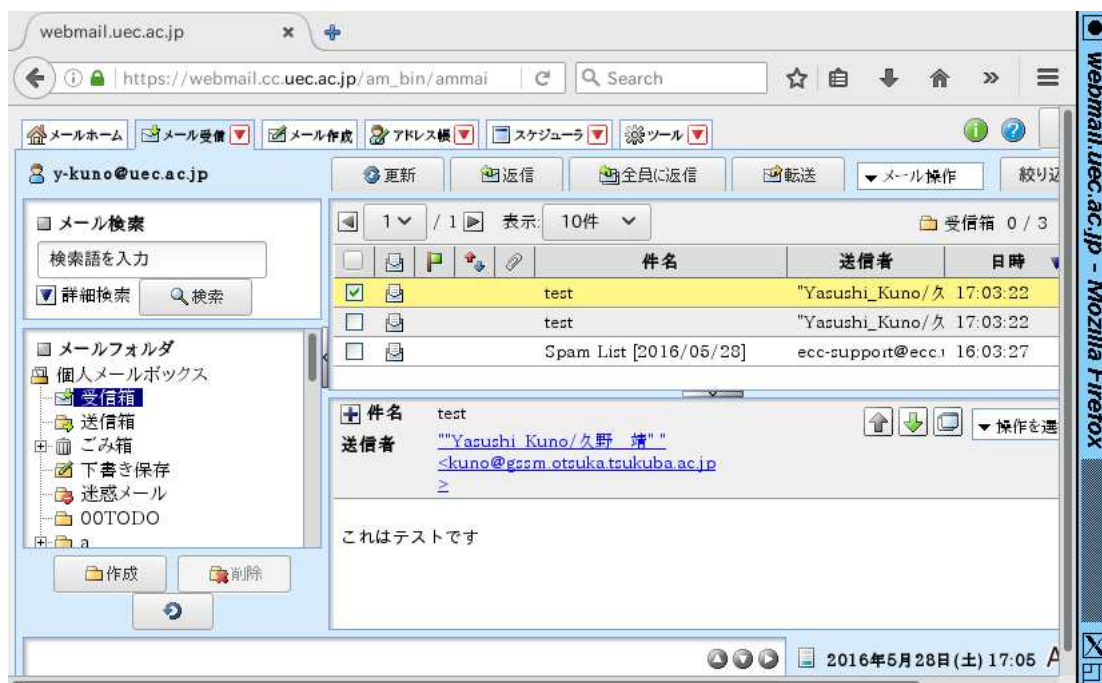 webmail.uec.ac.jp
https://webmail.cc.uec.ac.jp/am_bin/ammai
Search
メールホーム メール受信 メール作成 アドレス帳 スケジューラ ツール
y-kuno@uec.ac.jp
更新 返信 全員に返信 転送 メール操作 絞り込
メール検索
検索語を入力
詳細検索 検索
メールフォルダ
個人メールボックス
受信箱
送信箱
ごみ箱
下書き保存
迷惑メール
00TODO
a
作成 削除
1 / 1 表示: 10件 受信箱 0 / 3
件名 送信者 日時
test "Yasushi_Kuno/久 17:03:22
test "Yasushi_Kuno/久 17:03:22
Spam List [2016/05/28] ecc-support@ecc.u 16:03:27
件名 test
操作を選
送信者 ""Yasushi Kuno/久野 靖" "
<kuno@gssm.otsuka.tsukuba.ac.jp
>
これはテストです
2016年5月28日(土) 17:05 A
webmail.uec.ac.jp - Mozilla Firefox